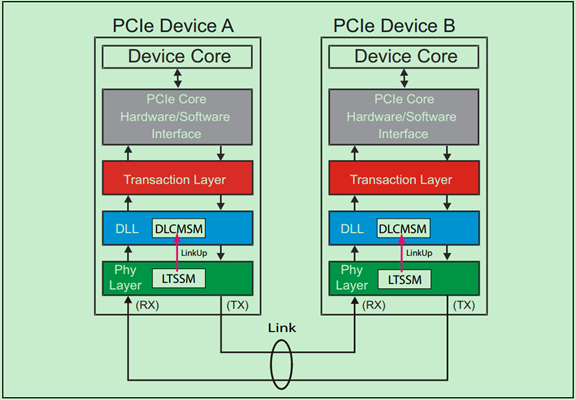 PCIe Device A
Device Core
PCIe Core
Hardware/Software
Interface
Transaction Layer
DLL
DLCMSM
LinkUp
Phy
Layer
LTSSM
(RX)
(TX)
PCIe Device B
Device Core
PCIe Core
Hardware/Software
Interface
Transaction Layer
DLL
DLCMSM
LinkUp
Phy
Layer
LTSSM
(RX)
(TX)
Link